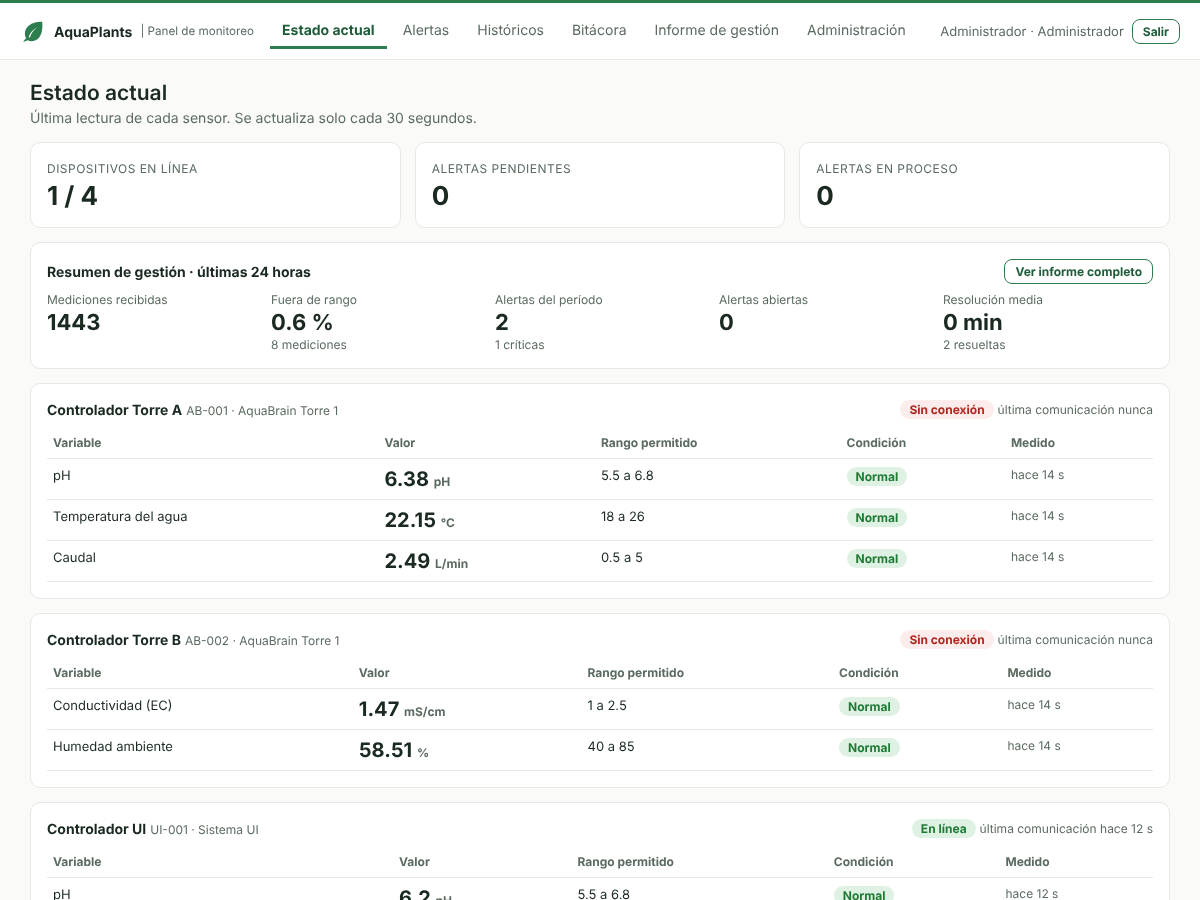 AquaPlants | Panel de monitoreo Estado actual Alertas Históricos Bitácora Informe de gestión Administración Administrador · Administrador Salir
Estado actual
Última lectura de cada sensor. Se actualiza solo cada 30 segundos.
DISPOSITIVOS EN LÍNEA ALERTAS PENDIENTES ALERTAS EN PROCESO
1 / 4 0 0
Resumen de gestión · últimas 24 horas Ver informe completo
Mediciones recibidas Fuera de rango Alertas del período Alertas abiertas Resolución media
1443 0.6 % 2 0 0 min
8 mediciones 1 críticas 2 resueltas
Controlador Torre A AB-001 · AquaBrain Torre 1 Sin conexión última comunicación nunca
Variable Valor Rango permitido Condición Medido
pH 6.38 pH 5.5 a 6.8 Normal hace 14 s
Temperatura del agua 22.15 °C 18 a 26 Normal hace 14 s
Caudal 2.49 L/min 0.5 a 5 Normal hace 14 s
Controlador Torre B AB-002 · AquaBrain Torre 1 Sin conexión última comunicación nunca
Variable Valor Rango permitido Condición Medido
Conductividad (EC) 1.47 mS/cm 1 a 2.5 Normal hace 14 s
Humedad ambiente 58.51 % 40 a 85 Normal hace 14 s
Controlador UI UI-001 · Sistema UI En línea última comunicación hace 12 s
Variable Valor Rango permitido Condición Medido
pH 6.2 pH 5.5 a 6.8 Normal hace 12 s